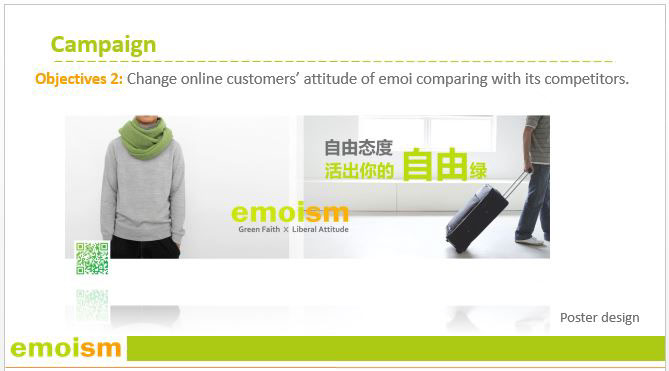 Campaign
Objectives 2: Change online customers’ attitude of emoi comparing with its competitors.
自由态度
活出你的 自由绿
emoism
Green Faith X Liberal Attitude
Poster design
emoism